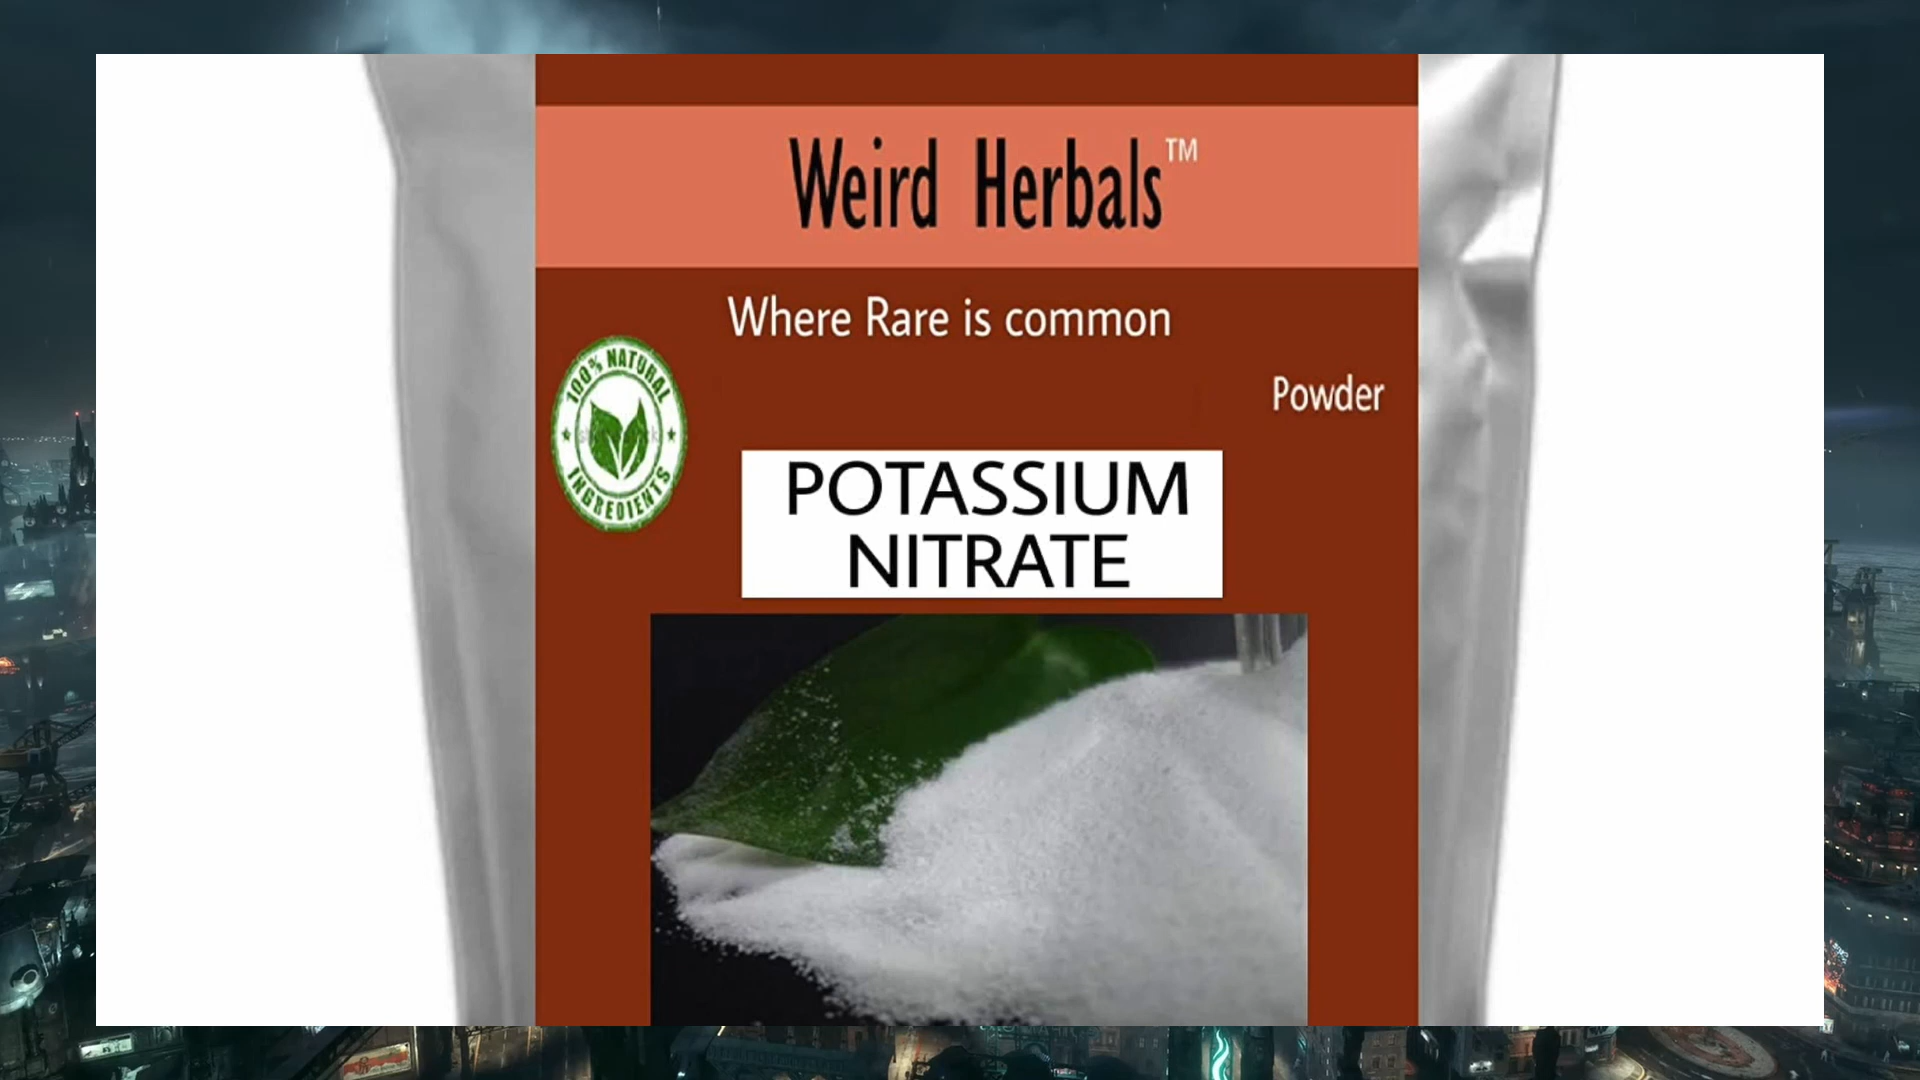 Weird Herbals™
Where Rare is common
100% NATURAL
INGREDIENTS
Powder
POTASSIUM
NITRATE